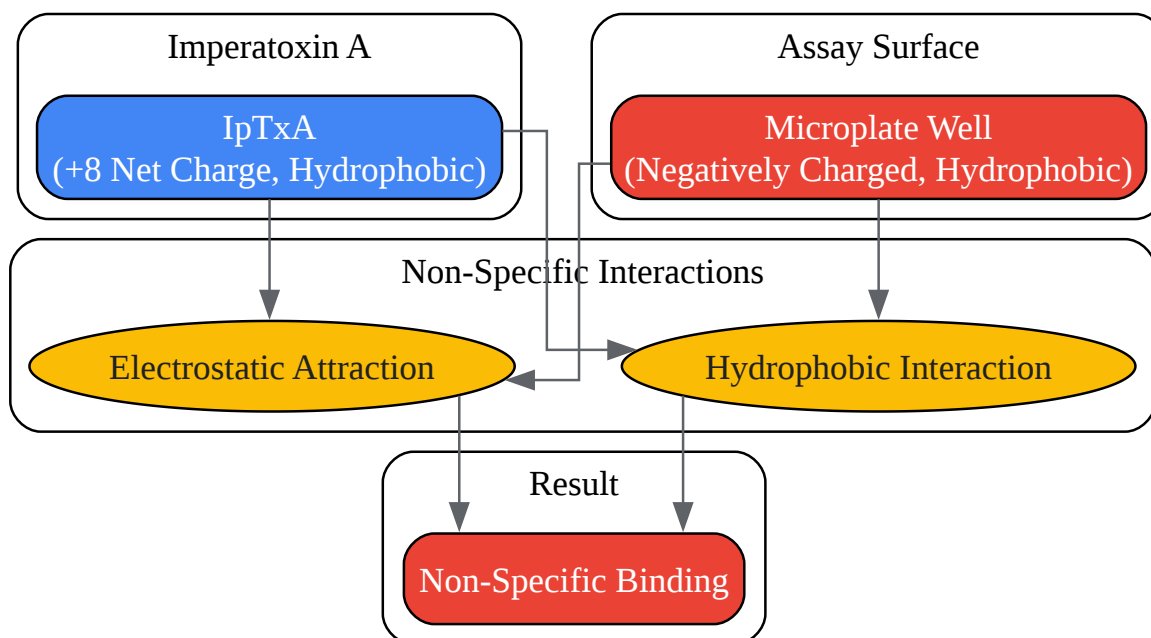 Imperatoxin A
Assay Surface
IpTxA
(+8 Net Charge, Hydrophobic)
Microplate Well
(Negatively Charged, Hydrophobic)
Non-Specific Interactions
Electrostatic Attraction
Hydrophobic Interaction
Result
Non-Specific Binding